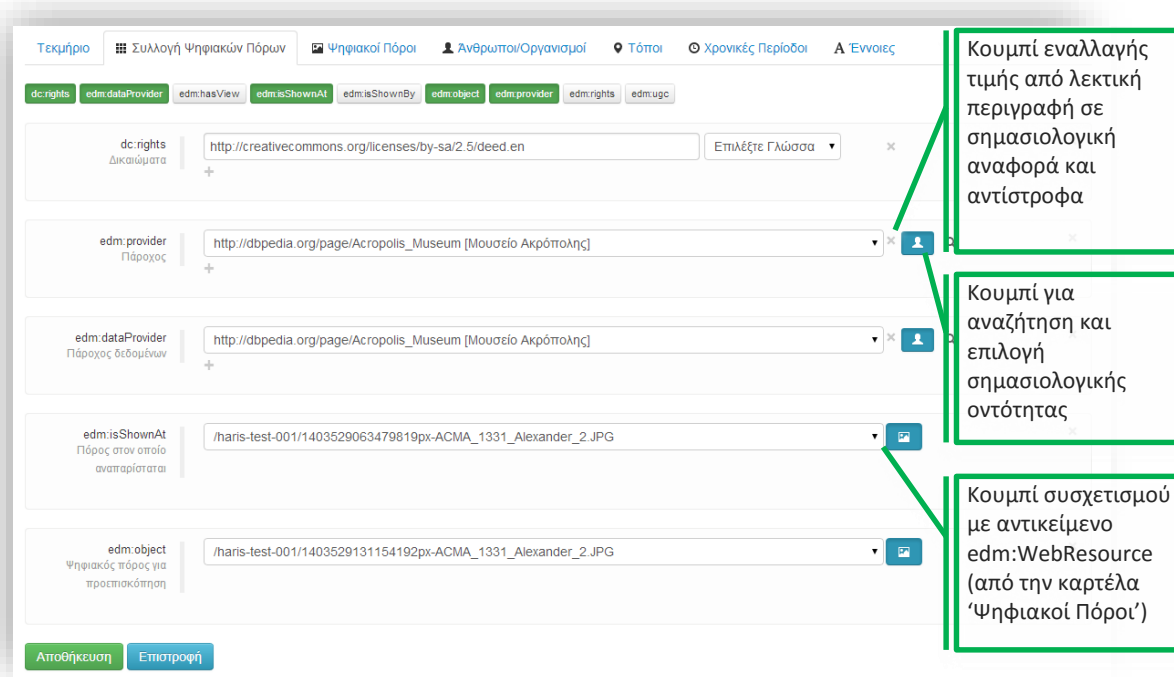 Τεκμήριο Συλλογή Ψηφιακών Πόρων Ψηφιακοί Πόροι Άνθρωποι/Οργανισμοί Τόποι Χρονικές Περίοδοι Έννοιες
dc:rights edm:dataProvider edm:hasView edm:isShownAt edm:isShownBy edm:object edm:provider edm:rights edm:ugc
dc:rights
Δικαιώματα
http://creativecommons.org/licenses/by-sa/2.5/deed.en Επιλέξτε Γλώσσα
edm:provider
Πάροχος
http://dbpedia.org/page/Acropolis_Museum [Μουσείο Ακρόπολης]
edm:dataProvider
Πάροχος δεδομένων
http://dbpedia.org/page/Acropolis_Museum [Μουσείο Ακρόπολης]
edm:isShownAt
Πόρος στον οποίο
αναπαρίσταται
/haris-test-001/1403529063479819px-ACMA_1331_Alexander_2.JPG
edm:object
Ψηφιακός πόρος για
προεπισκόπηση
/haris-test-001/1403529131154192px-ACMA_1331_Alexander_2.JPG
Αποθήκευση Επιστροφή
Κουμπί εναλλαγής
τιμής από λεκτική
περιγραφή σε
σημασιολογική
αναφορά και
αντίστροφα
Κουμπί για
αναζήτηση και
επιλογή
σημασιολογικής
οντότητας
Κουμπί συσχετισμού
με αντικείμενο
edm:WebResource
(από την καρτέλα
‘Ψηφιακοί Πόροι’)